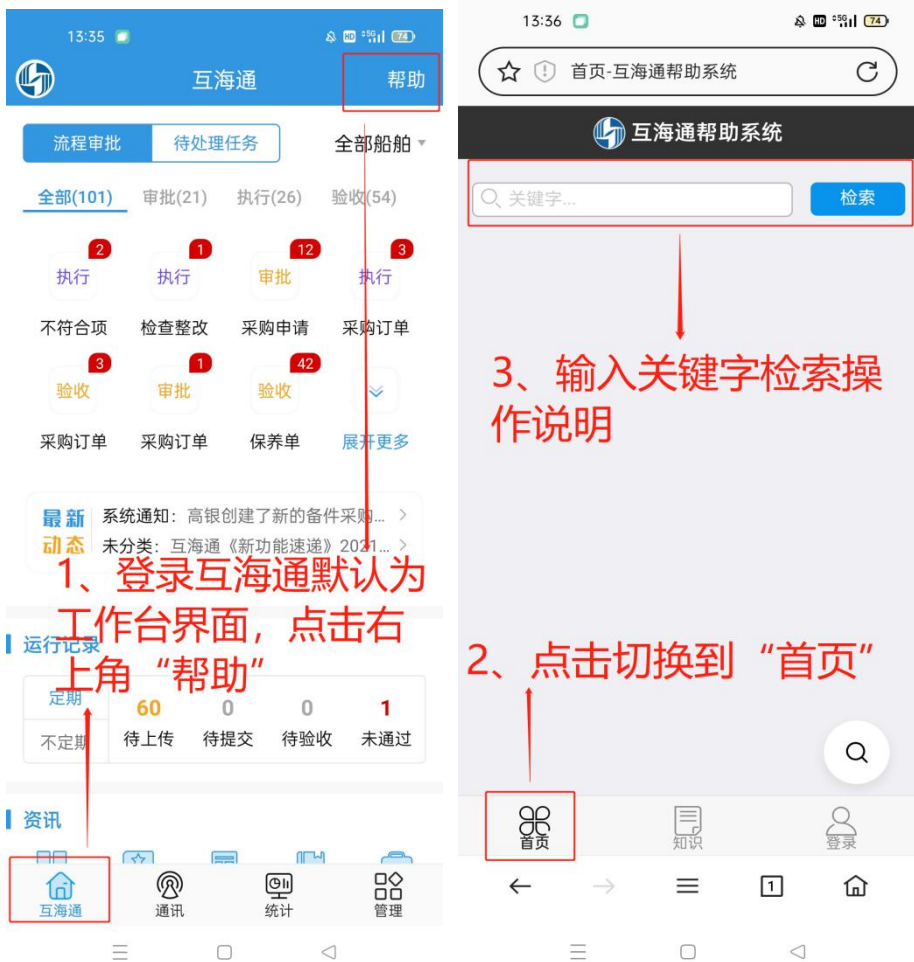 13:35
HD 5G 74
互海通
帮助
流程审批
待处理任务
全部船舶
全部(101)
审批(21)
执行(26)
验收(54)
2
1
12
3
执行
执行
审批
执行
不符合项
检查整改
采购申请
采购订单
3
1
42
验收
审批
验收
采购订单
采购订单
保养单
展开更多
最新动态
系统通知：高银创建了新的备件采购...
未分类：互海通《新功能速递》2021...
1、登录互海通默认为
工作台界面，点击右
上角“帮助”
运行记录
定期
不定期
60
0
0
1
待上传
待提交
待验收
未通过
资讯
互海通
通讯
统计
管理
13:36
HD 5G 74
首页-互海通帮助系统
互海通帮助系统
关键字...
检索
3、输入关键字检索操
作说明
2、点击切换到“首页”
首页
知识
登录
1